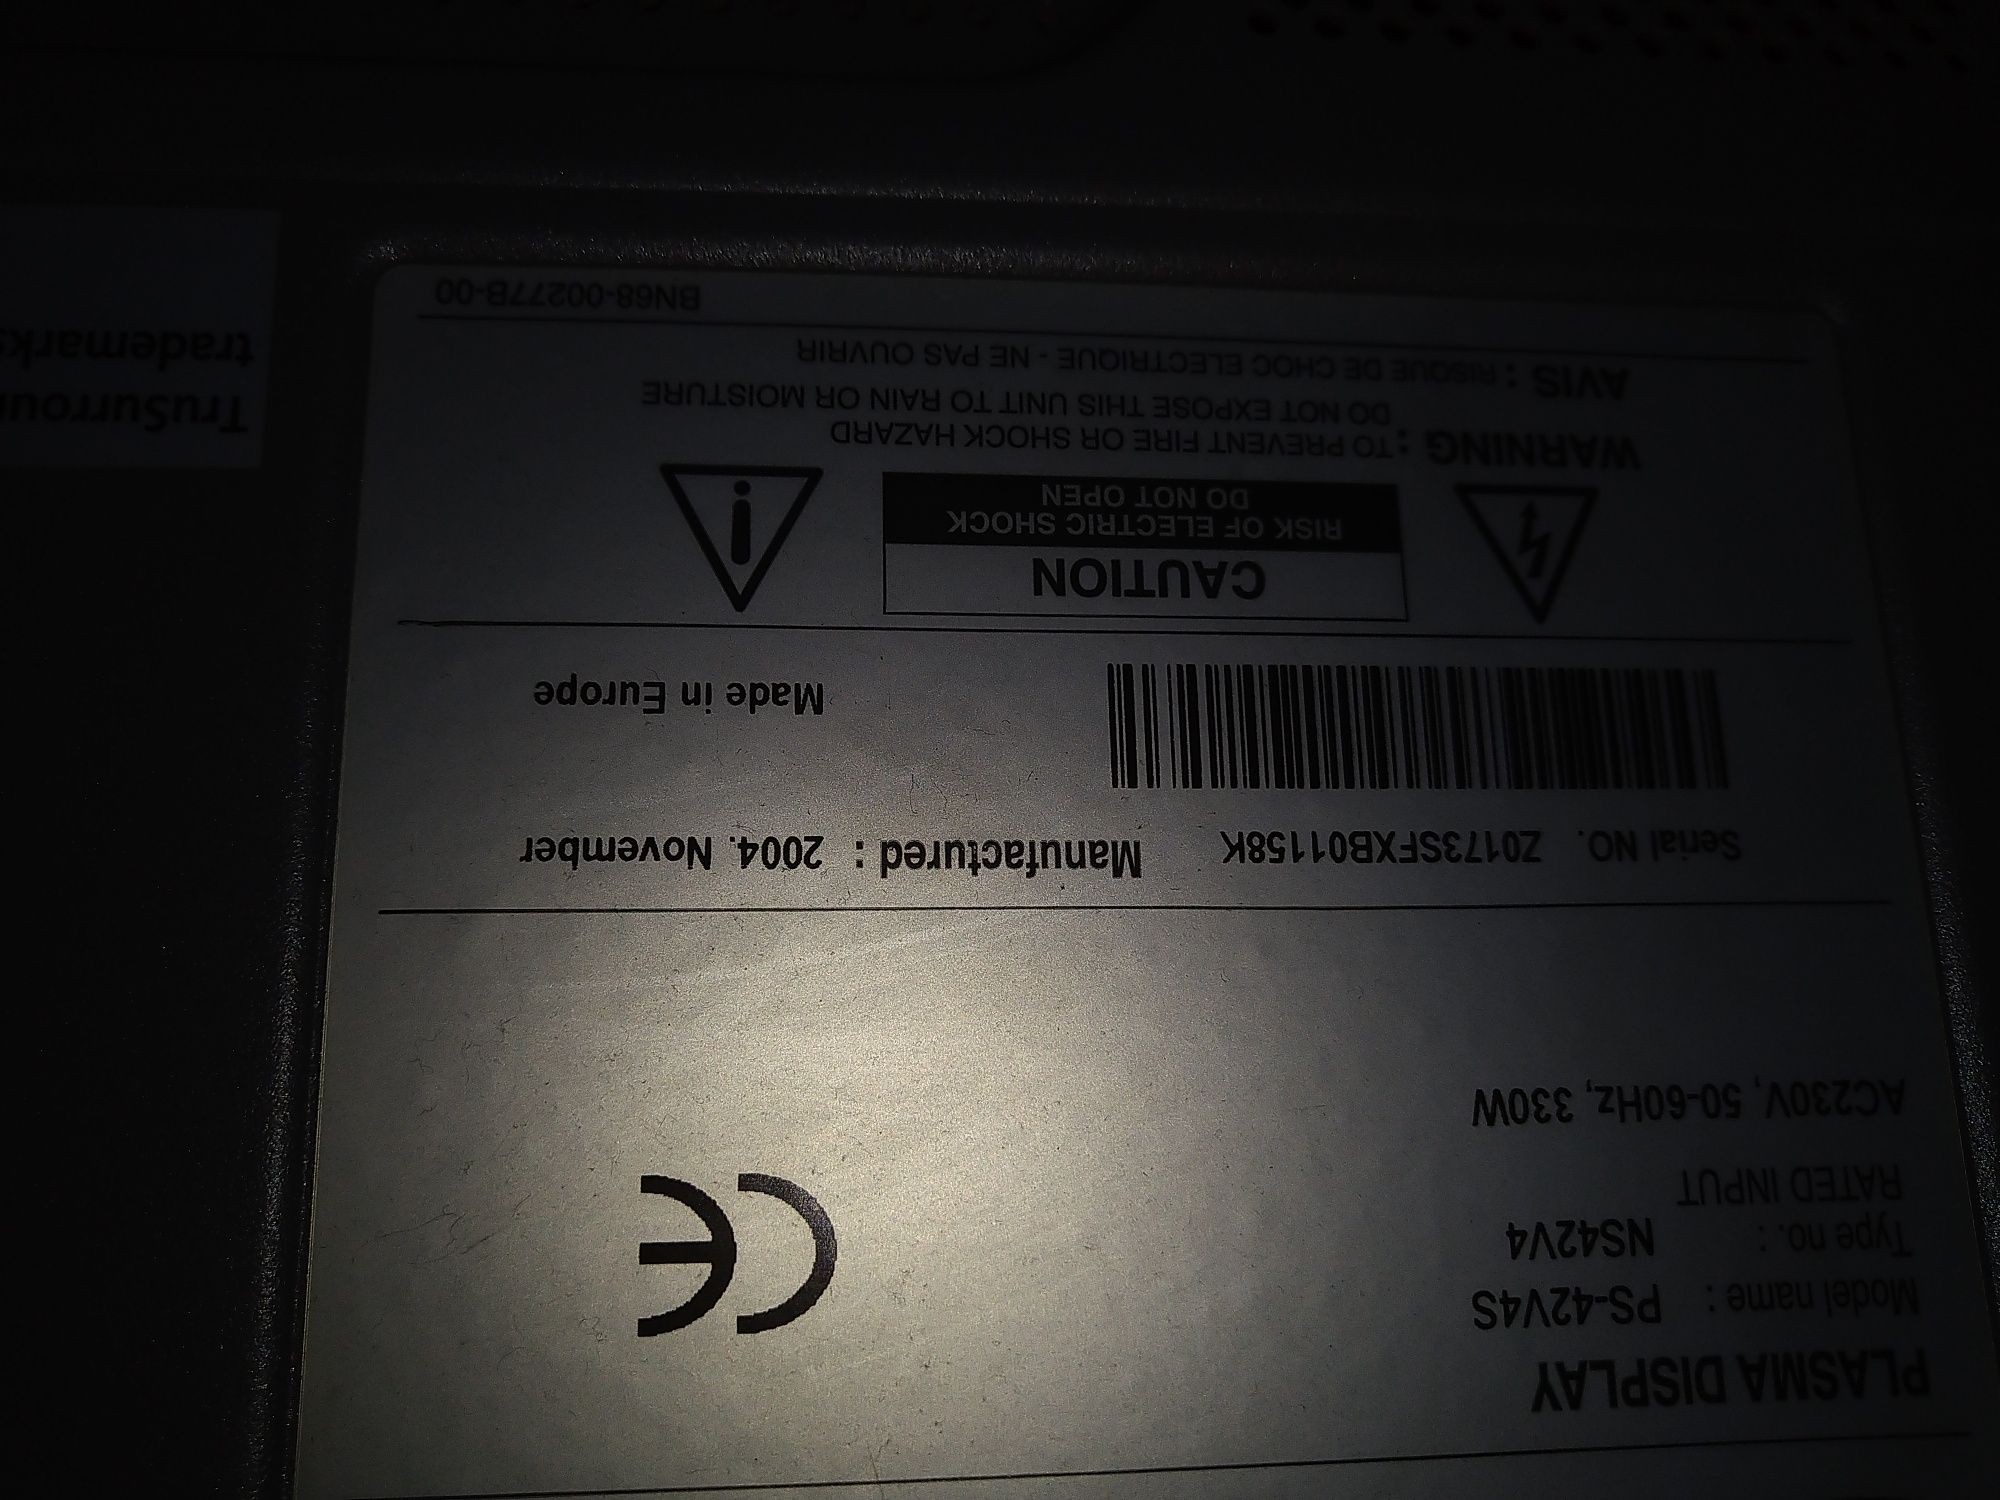 PLASMA DISPLAY
Model name : PS-42V4S
Type no. : NS42V4
RATED INPUT
AC230V, 50-60Hz, 330W
CE
Serial NO. Z0173SFXB01158K Manufactured : 2004. November
Made in Europe
CAUTION
RISK OF ELECTRIC SHOCK
DO NOT OPEN
WARNING : TO PREVENT FIRE OR SHOCK HAZARD
DO NOT EXPOSE THIS UNIT TO RAIN OR MOISTURE
AVIS : RISQUE DE CHOC ELECTRIQUE - NE PAS OUVRIR
BN68-00277B-00
trademarks